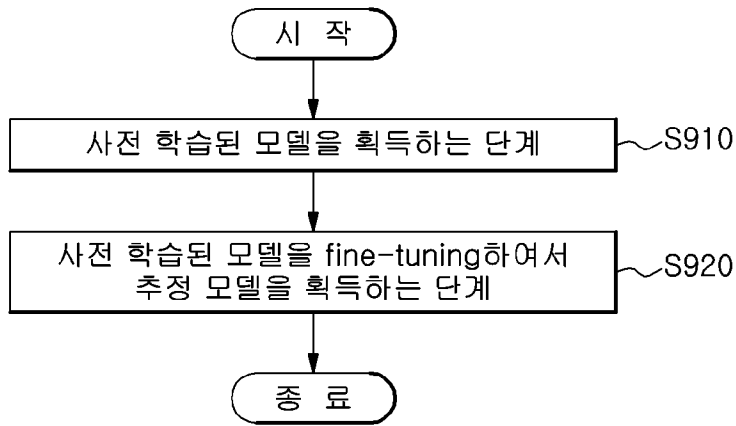 시 작
사전 학습된 모델을 획득하는 단계
S910
사전 학습된 모델을 fine-tuning하여서
추정 모델을 획득하는 단계
S920
종 료